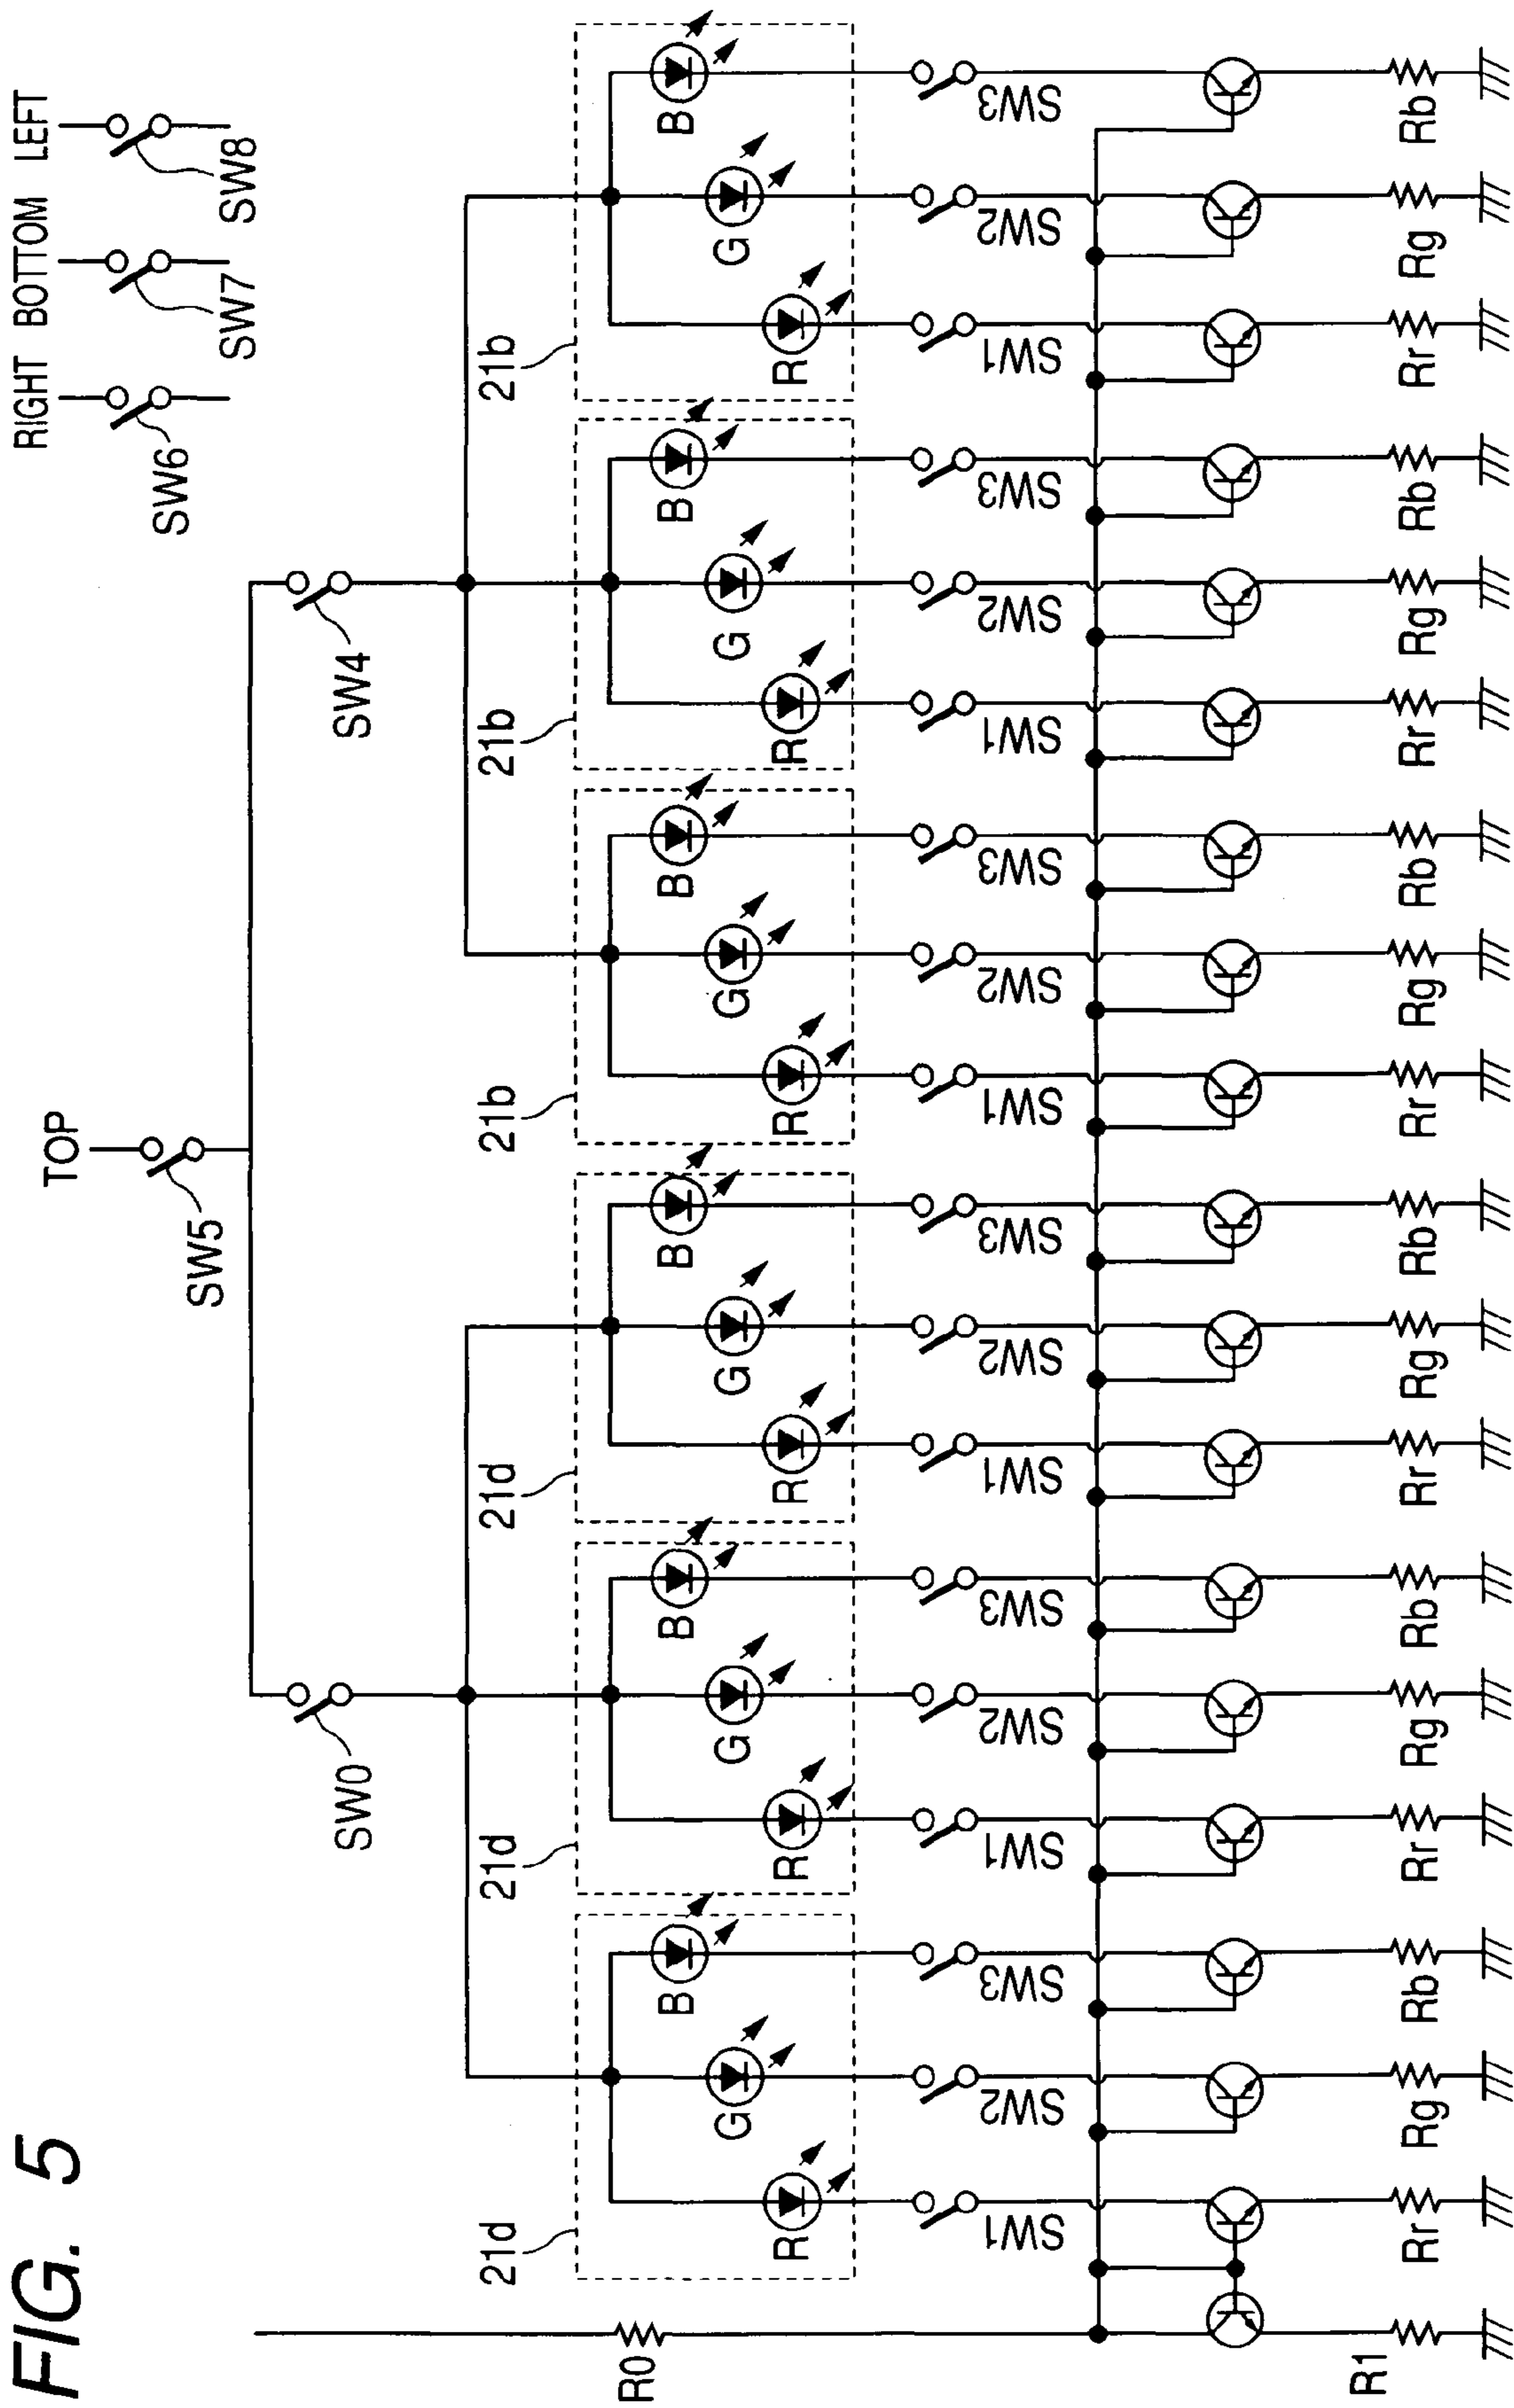 FIG. 5
TOP
RIGHT BOTTOM LEFT
SW5
SW6
SW7
SW8
SW0
SW4
21d
21d
21d
21b
21b
21b
R0
R G B R G B R G B R G B R G B R G B
SW1 SW2 SW3 SW1 SW2 SW3 SW1 SW2 SW3 SW1 SW2 SW3 SW1 SW2 SW3 SW1 SW2 SW3
R1 Rr Rg Rb Rr Rg Rb Rr Rg Rb Rr Rg Rb Rr Rg Rb Rr Rg Rb